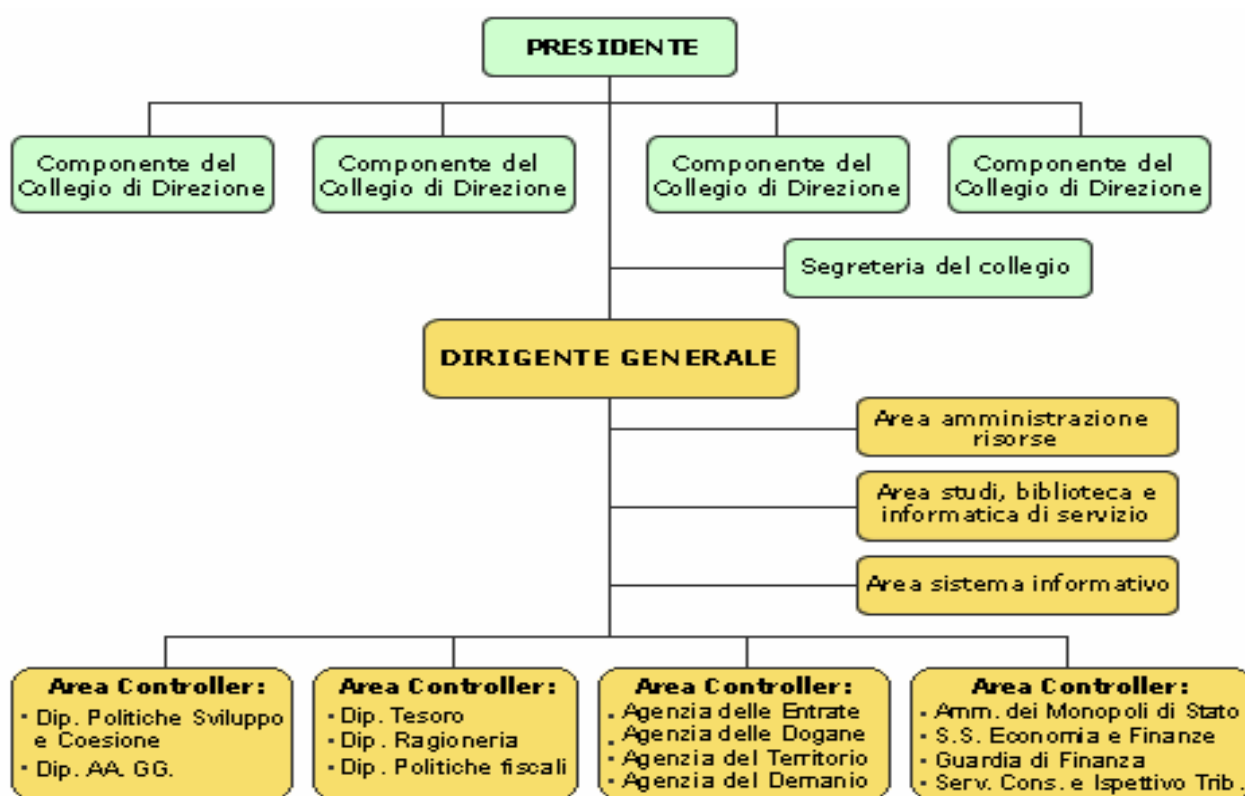 PRESIDENTE
Componente del
Collegio di Direzione
Componente del
Collegio di Direzione
Componente del
Collegio di Direzione
Componente del
Collegio di Direzione
Segreteria del collegio
DIRIGENTE GENERALE
Area amministrazione
risorse
Area studi, biblioteca e
informatica di servizio
Area sistema informativo
Area Controller:
• Dip. Politiche Sviluppo
e Coesione
• Dip. AA. GG.
Area Controller:
• Dip. Tesoro
• Dip. Ragioneria
• Dip. Politiche fiscali
Area Controller:
• Agenzia delle Entrate
• Agenzia delle Dogane
• Agenzia del Territorio
• Agenzia del Demanio
Area Controller:
• Amm. dei Monopoli di Stato
• S.S. Economia e Finanze
• Guardia di Finanza
• Serv. Cons. e Ispettivo Trib.